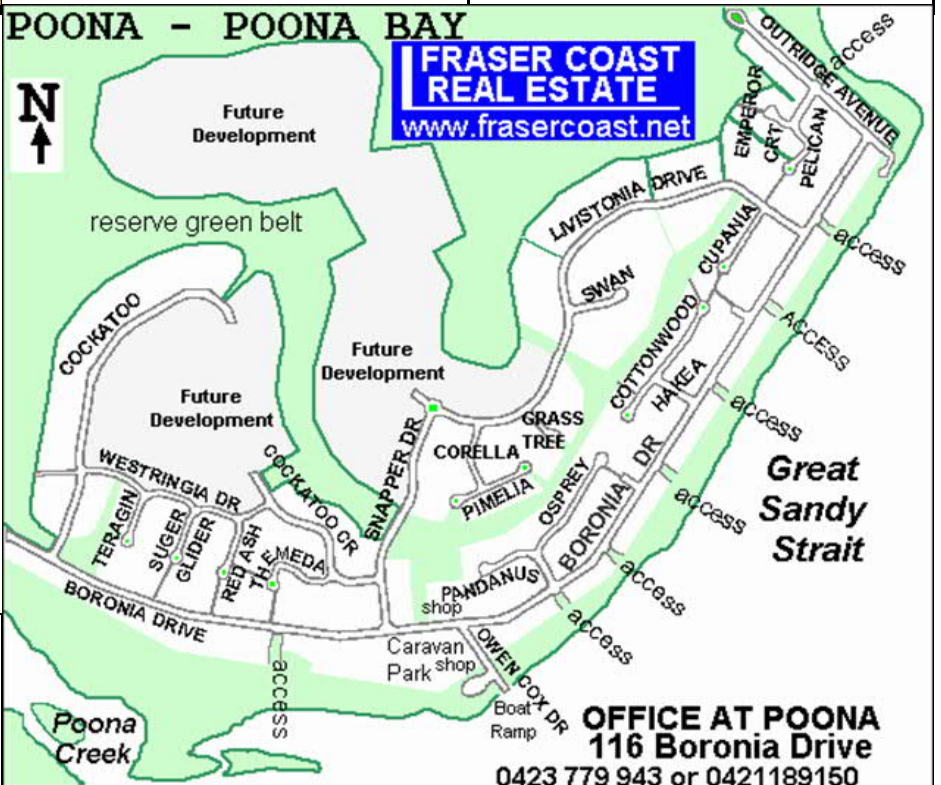 POONA - POONA BAY
FRASER COAST
REAL ESTATE
www.frasercoast.net
N
Future
Development
reserve green belt
OUTRIDGE AVENUE
access
EMPEROR
CRT
PELICAN
LIVISTONIA DRIVE
CUPANIA
access
SWAN
COCKATOO
COTTONWOOD
ACCESS
HAKEA
access
Future
Development
Future
Development
GRASS
TREE
CORELLA
SNAPPER DR
PIMELIA
OSPREY
BORONIA DR
access
Great
Sandy
Strait
WESTRINGIA DR
COCKATOO CR
TERAGIN
SUGER
GLIDER
RED ASH
THEMEDA
PANDANUS
shop
access
access
BORONIA DRIVE
access
Caravan
Park
shop
OWEN COX DR
Boat
Ramp
Poona
Creek
OFFICE AT POONA
116 Boronia Drive
0423 779 943 or 0421189150